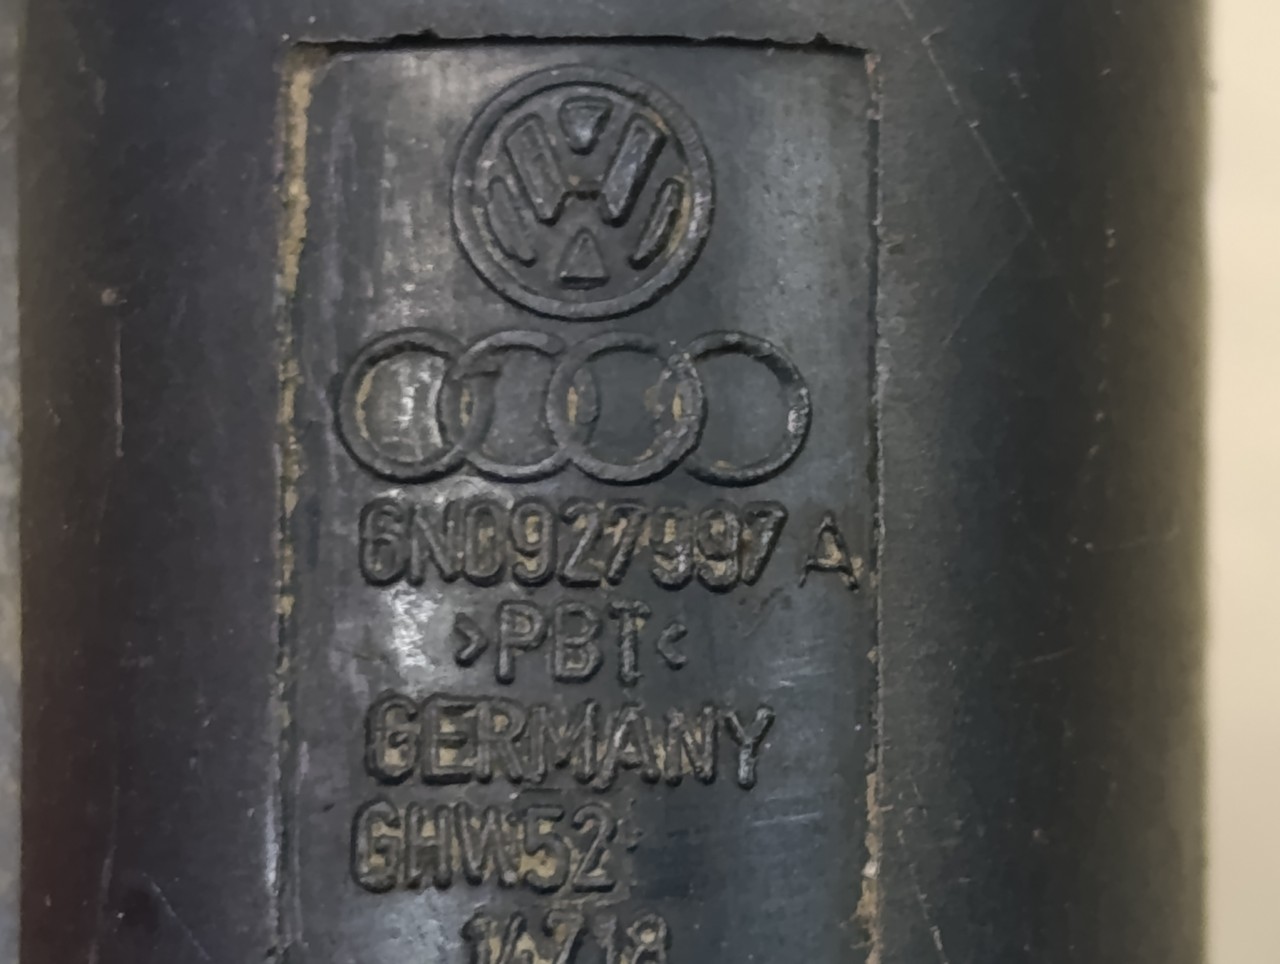 6N0927997 A
>PBT<
GERMANY
GHW52